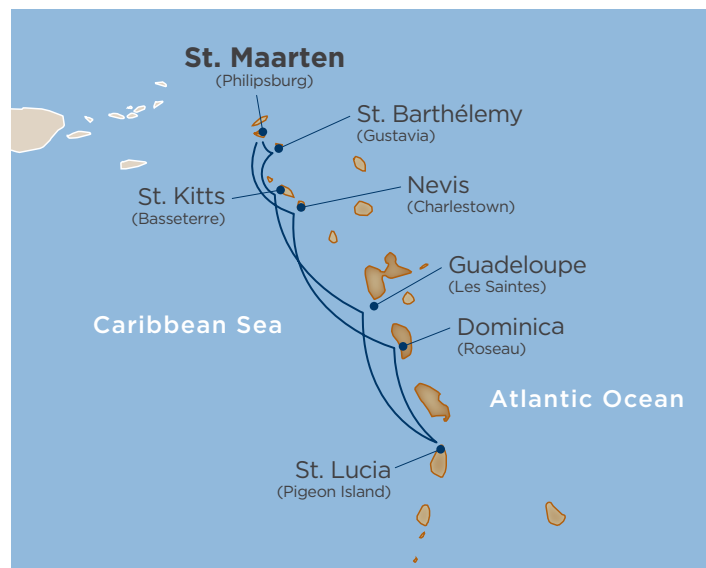 St. Maarten
(Philipsburg)
St. Barthélemy
(Gustavia)
St. Kitts
(Basseterre)
Nevis
(Charlestown)
Guadeloupe
(Les Saintes)
Caribbean Sea
Dominica
(Roseau)
Atlantic Ocean
St. Lucia
(Pigeon Island)